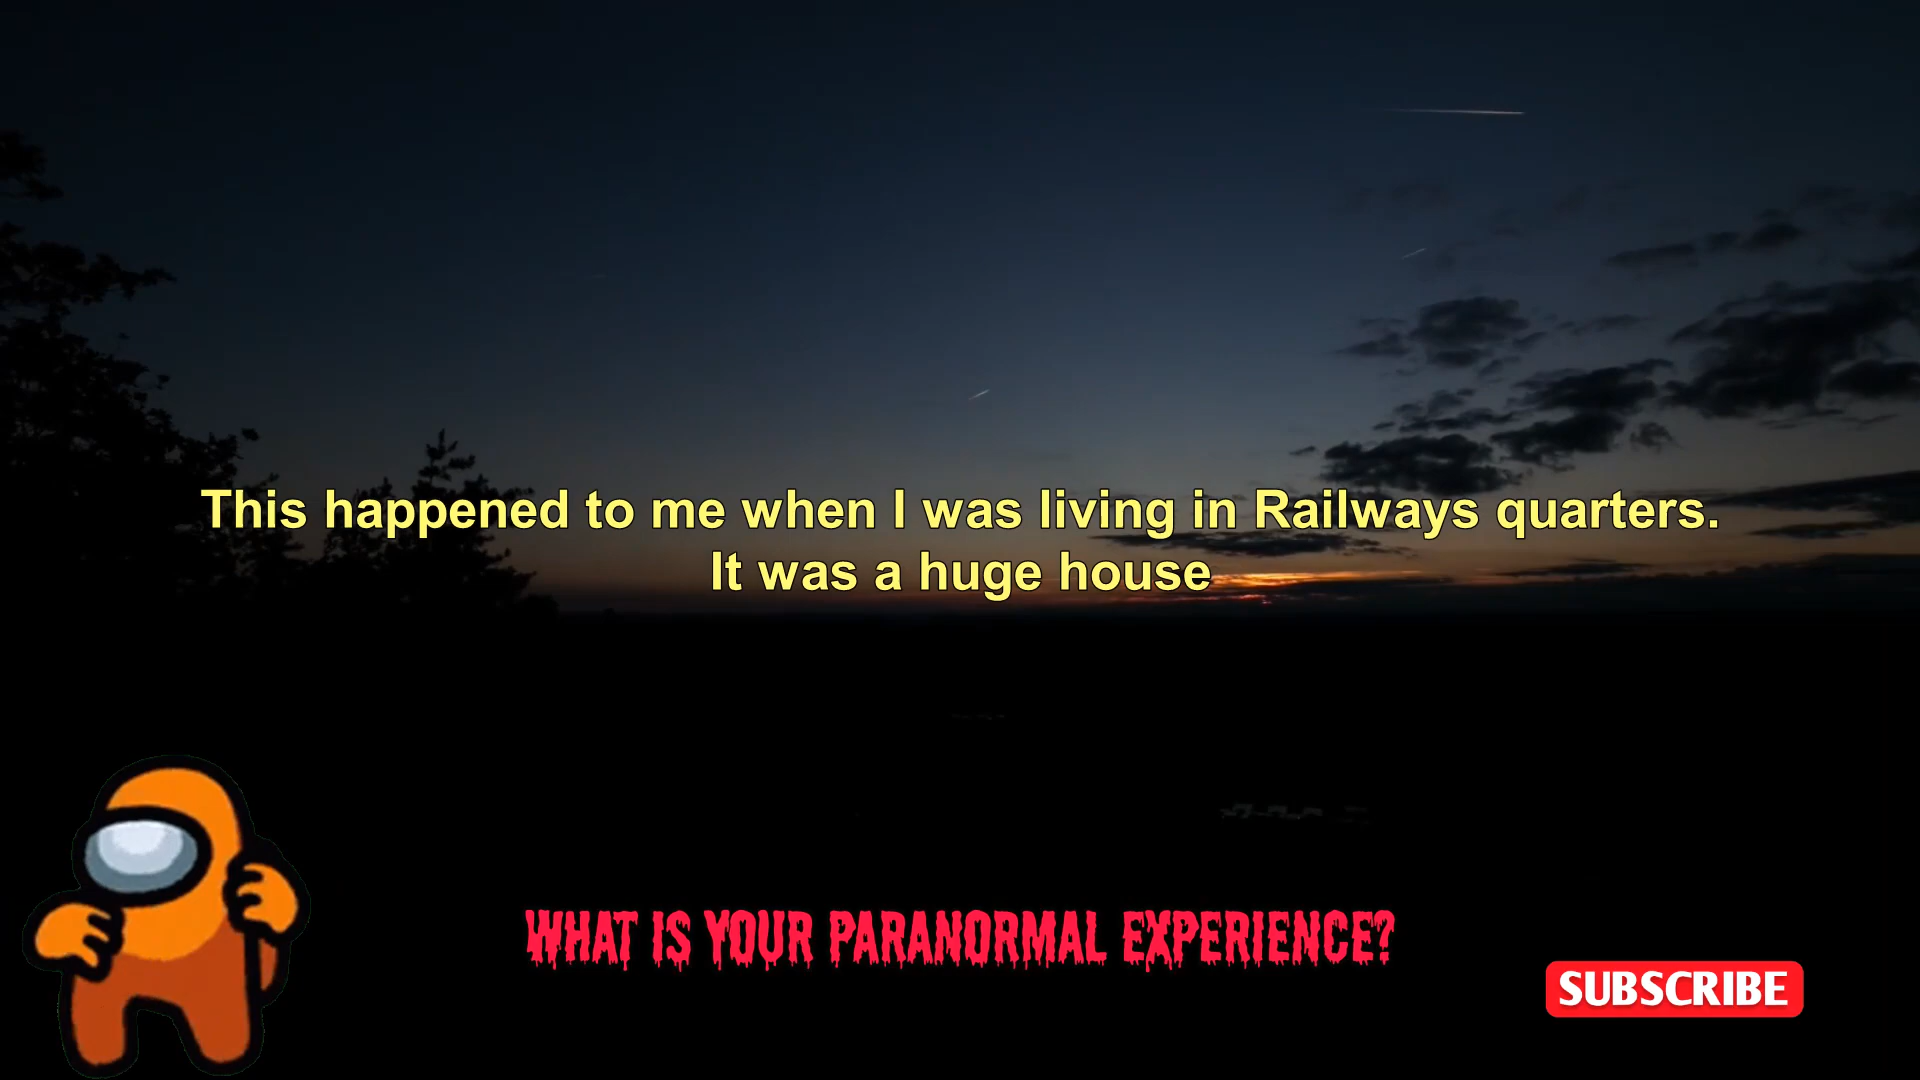 This happened to me when I was living in Railways quarters.
It was a huge house
WHAT IS YOUR PARANORMAL EXPERIENCE?
SUBSCRIBE